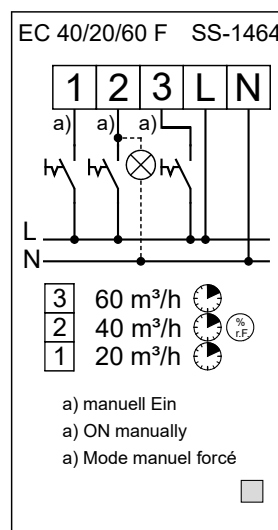 EC 40/20/60 F SS-1464
1 2 3 L N
a) a) a)
L
N
3 60 m³/h
2 40 m³/h % r.F.
1 20 m³/h
a) manuell Ein
a) ON manually
a) Mode manuel forcé